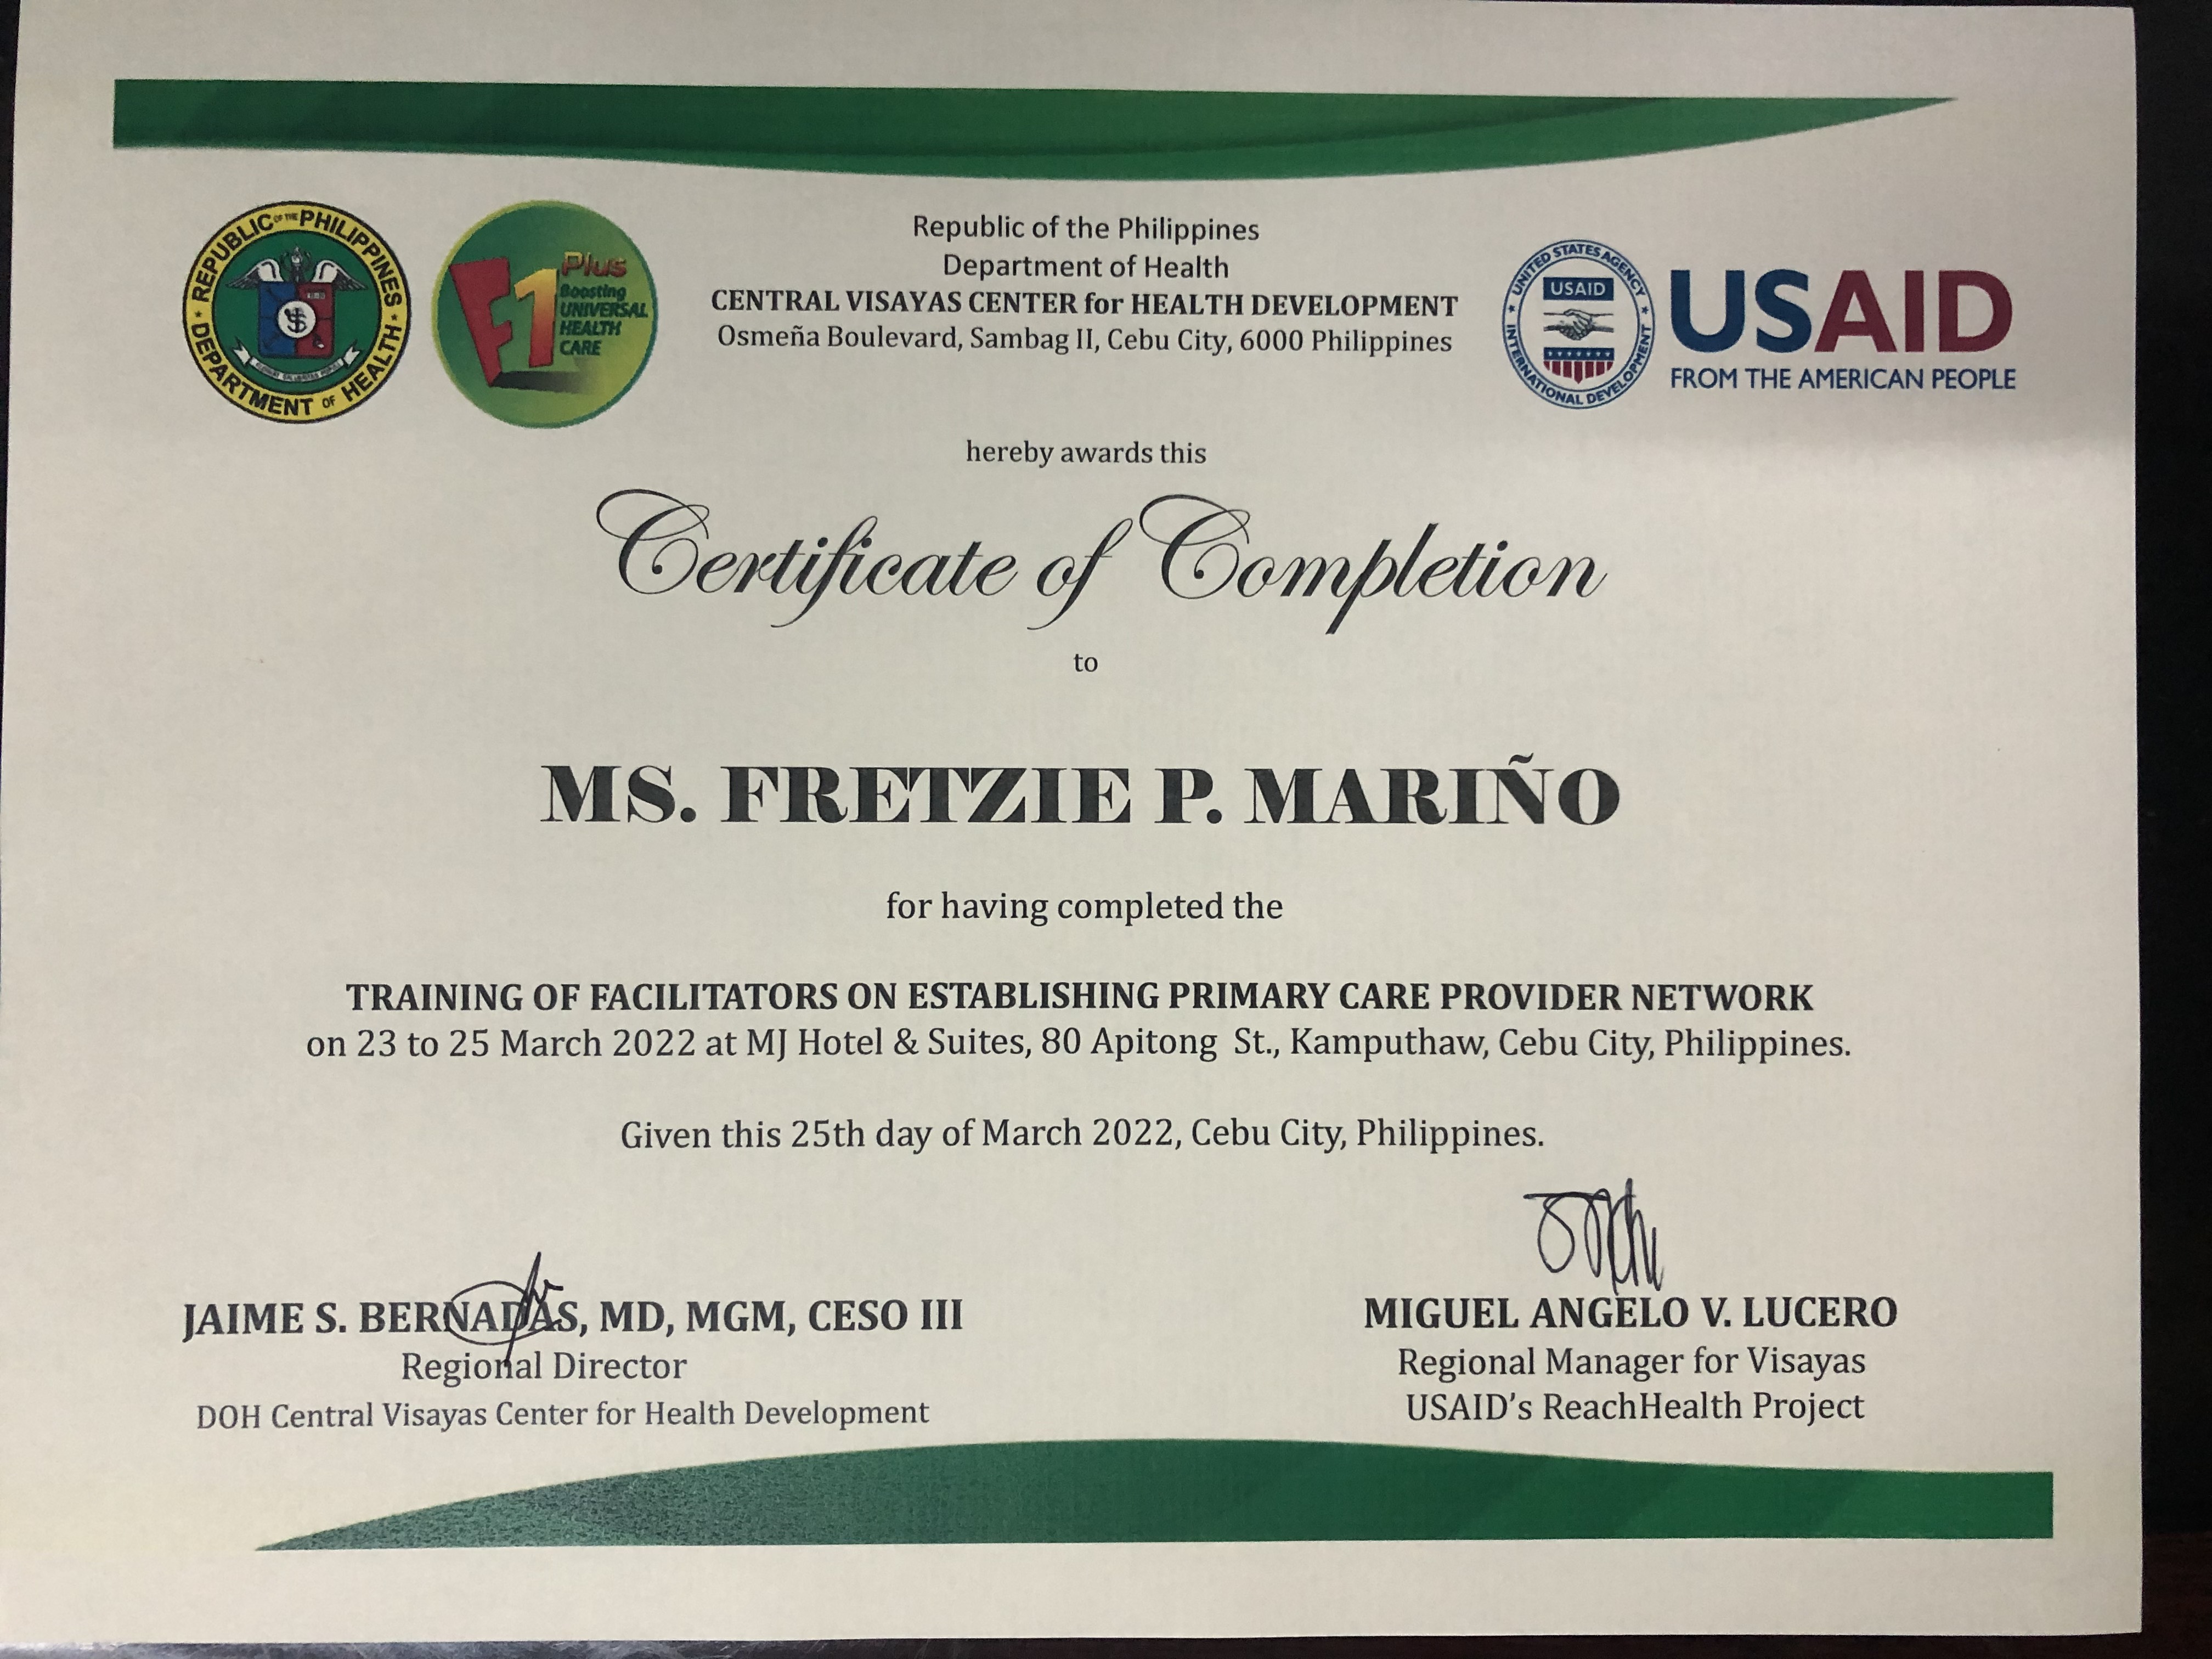 REPUBLIC OF THE PHILIPPINES
DEPARTMENT OF HEALTH
F1
Plus
Boosting
UNIVERSAL
HEALTH
CARE
Republic of the Philippines
Department of Health
CENTRAL VISAYAS CENTER for HEALTH DEVELOPMENT
Osmeña Boulevard, Sambag II, Cebu City, 6000 Philippines
UNITED STATES AGENCY
INTERNATIONAL DEVELOPMENT
USAID
USAID
FROM THE AMERICAN PEOPLE
hereby awards this
Certificate of Completion
to
MS. FRETZIE P. MARIÑO
for having completed the
TRAINING OF FACILITATORS ON ESTABLISHING PRIMARY CARE PROVIDER NETWORK
on 23 to 25 March 2022 at MJ Hotel & Suites, 80 Apitong St., Kamputhaw, Cebu City, Philippines.
Given this 25th day of March 2022, Cebu City, Philippines.
JAIME S. BERNADAS, MD, MGM, CESO III
Regional Director
DOH Central Visayas Center for Health Development
MIGUEL ANGELO V. LUCERO
Regional Manager for Visayas
USAID's ReachHealth Project